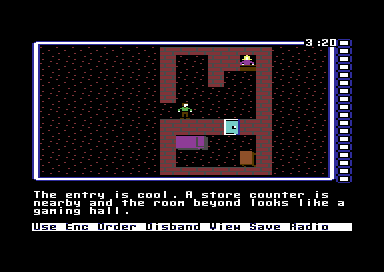 3:20
The entry is cool. A store counter is
nearby and the room beyond looks like a
gaming hall.
Use Enc Order Disband View Save Radio